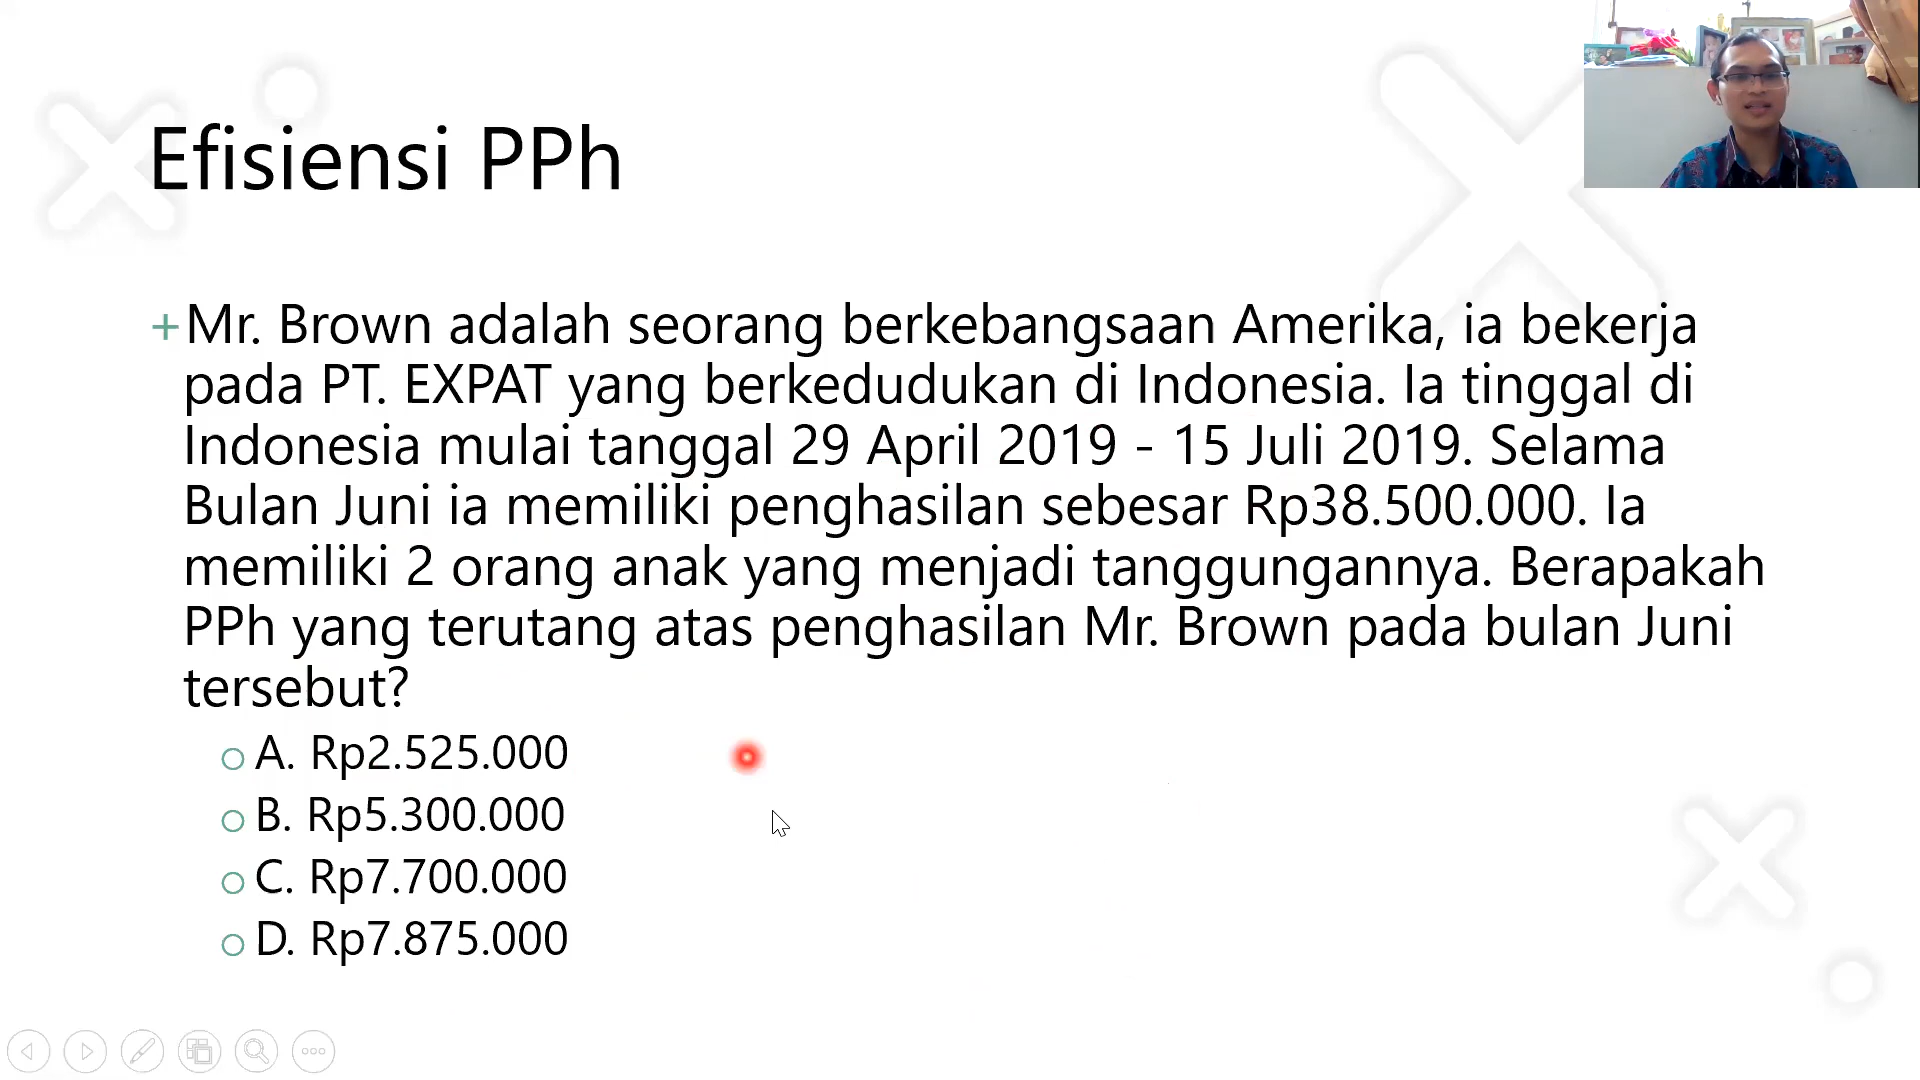 Efisiensi PPh
+Mr. Brown adalah seorang berkebangsaan Amerika, ia bekerja
pada PT. EXPAT yang berkedudukan di Indonesia. Ia tinggal di
Indonesia mulai tanggal 29 April 2019 - 15 Juli 2019. Selama
Bulan Juni ia memiliki penghasilan sebesar Rp38.500.000. Ia
memiliki 2 orang anak yang menjadi tanggungannya. Berapakah
PPh yang terutang atas penghasilan Mr. Brown pada bulan Juni
tersebut?
A. Rp2.525.000
B. Rp5.300.000
C. Rp7.700.000
D. Rp7.875.000